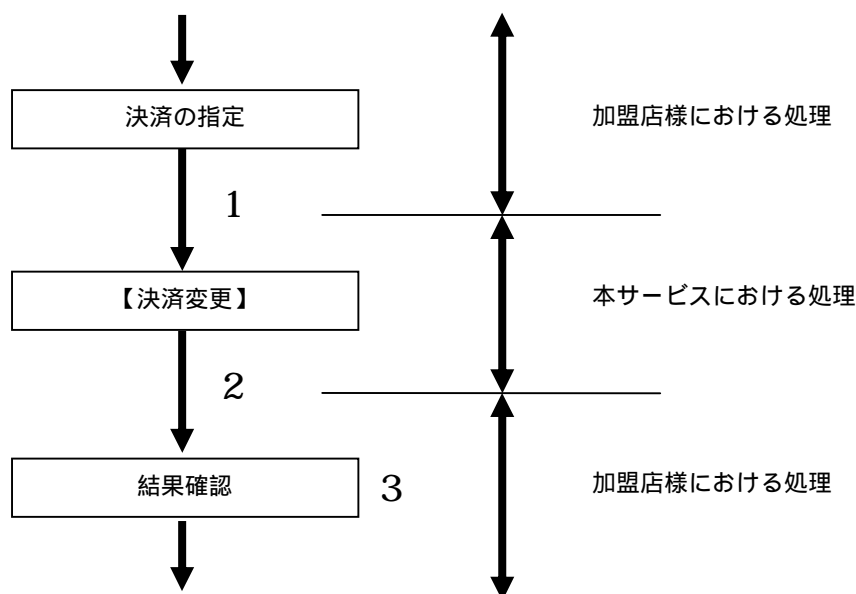 決済の指定
加盟店様における処理
1
【決済変更】
本サービスにおける処理
2
結果確認
3
加盟店様における処理